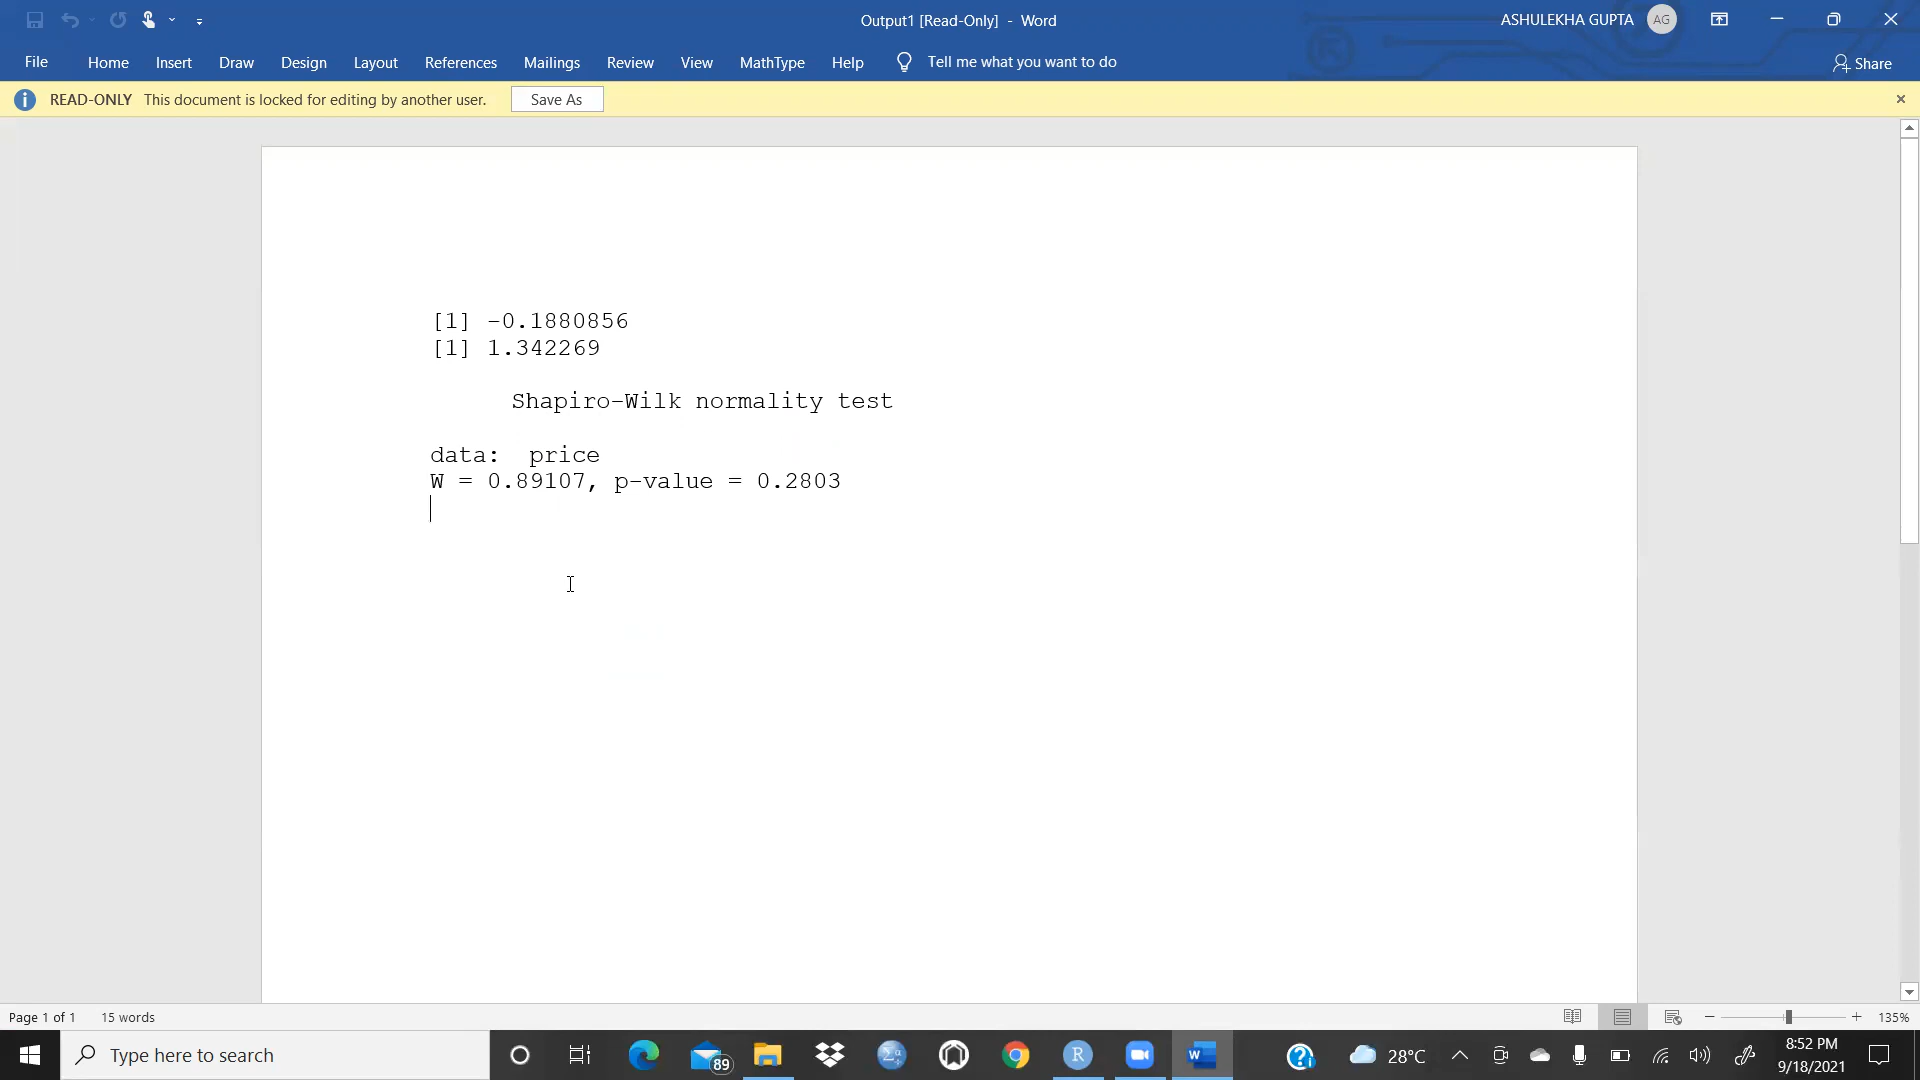 Output1 [Read-Only] - Word
ASHULEKHA GUPTA AG
File Home Insert Draw Design Layout References Mailings Review View MathType Help Tell me what you want to do Share
READ-ONLY This document is locked for editing by another user. Save As
[1] -0.1880856
[1] 1.342269
Shapiro-Wilk normality test
data: price
W = 0.89107, p-value = 0.2803
Page 1 of 1 15 words 135%
Type here to search 89 R W 28°C 8:52 PM
9/18/2021